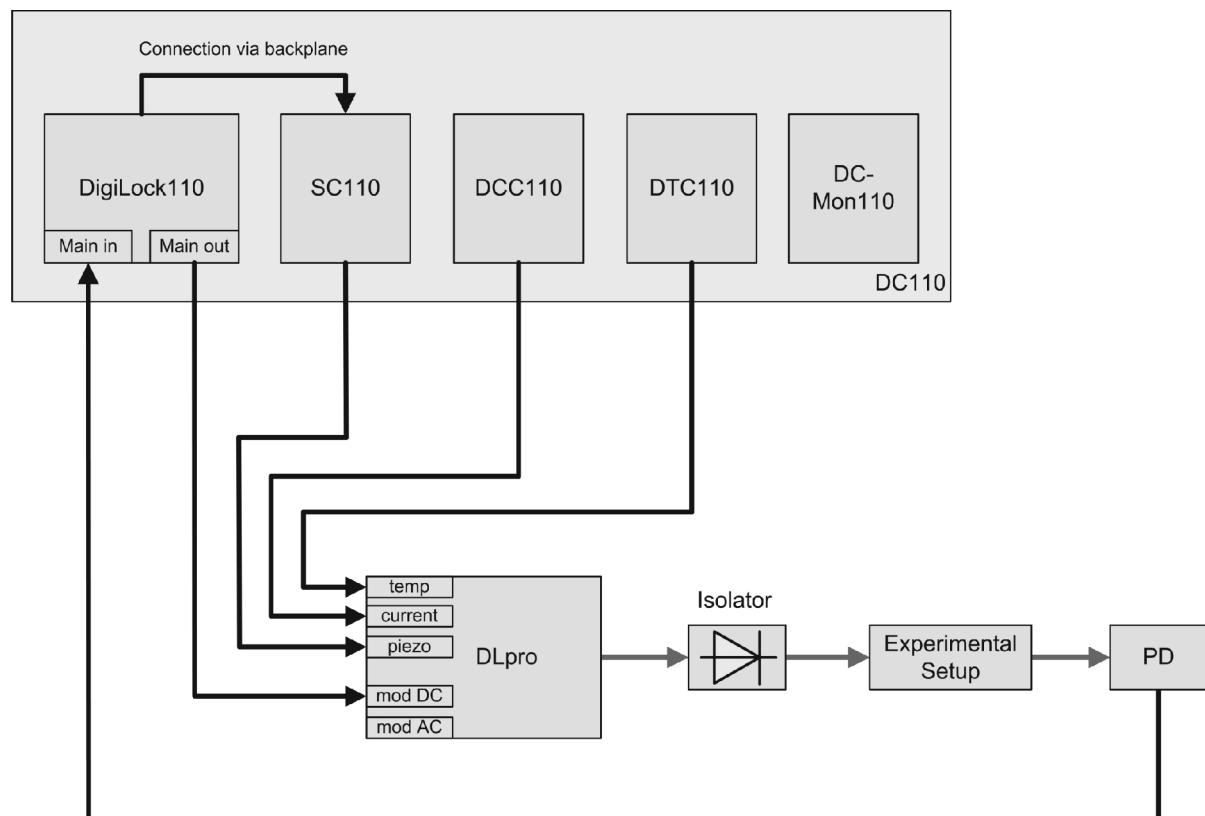 Connection via backplane
DigiLock110
SC110
DCC110
DTC110
DC-
Mon110
Main in
Main out
DC110
temp
current
piezo
mod DC
mod AC
DLpro
Isolator
Experimental
Setup
PD